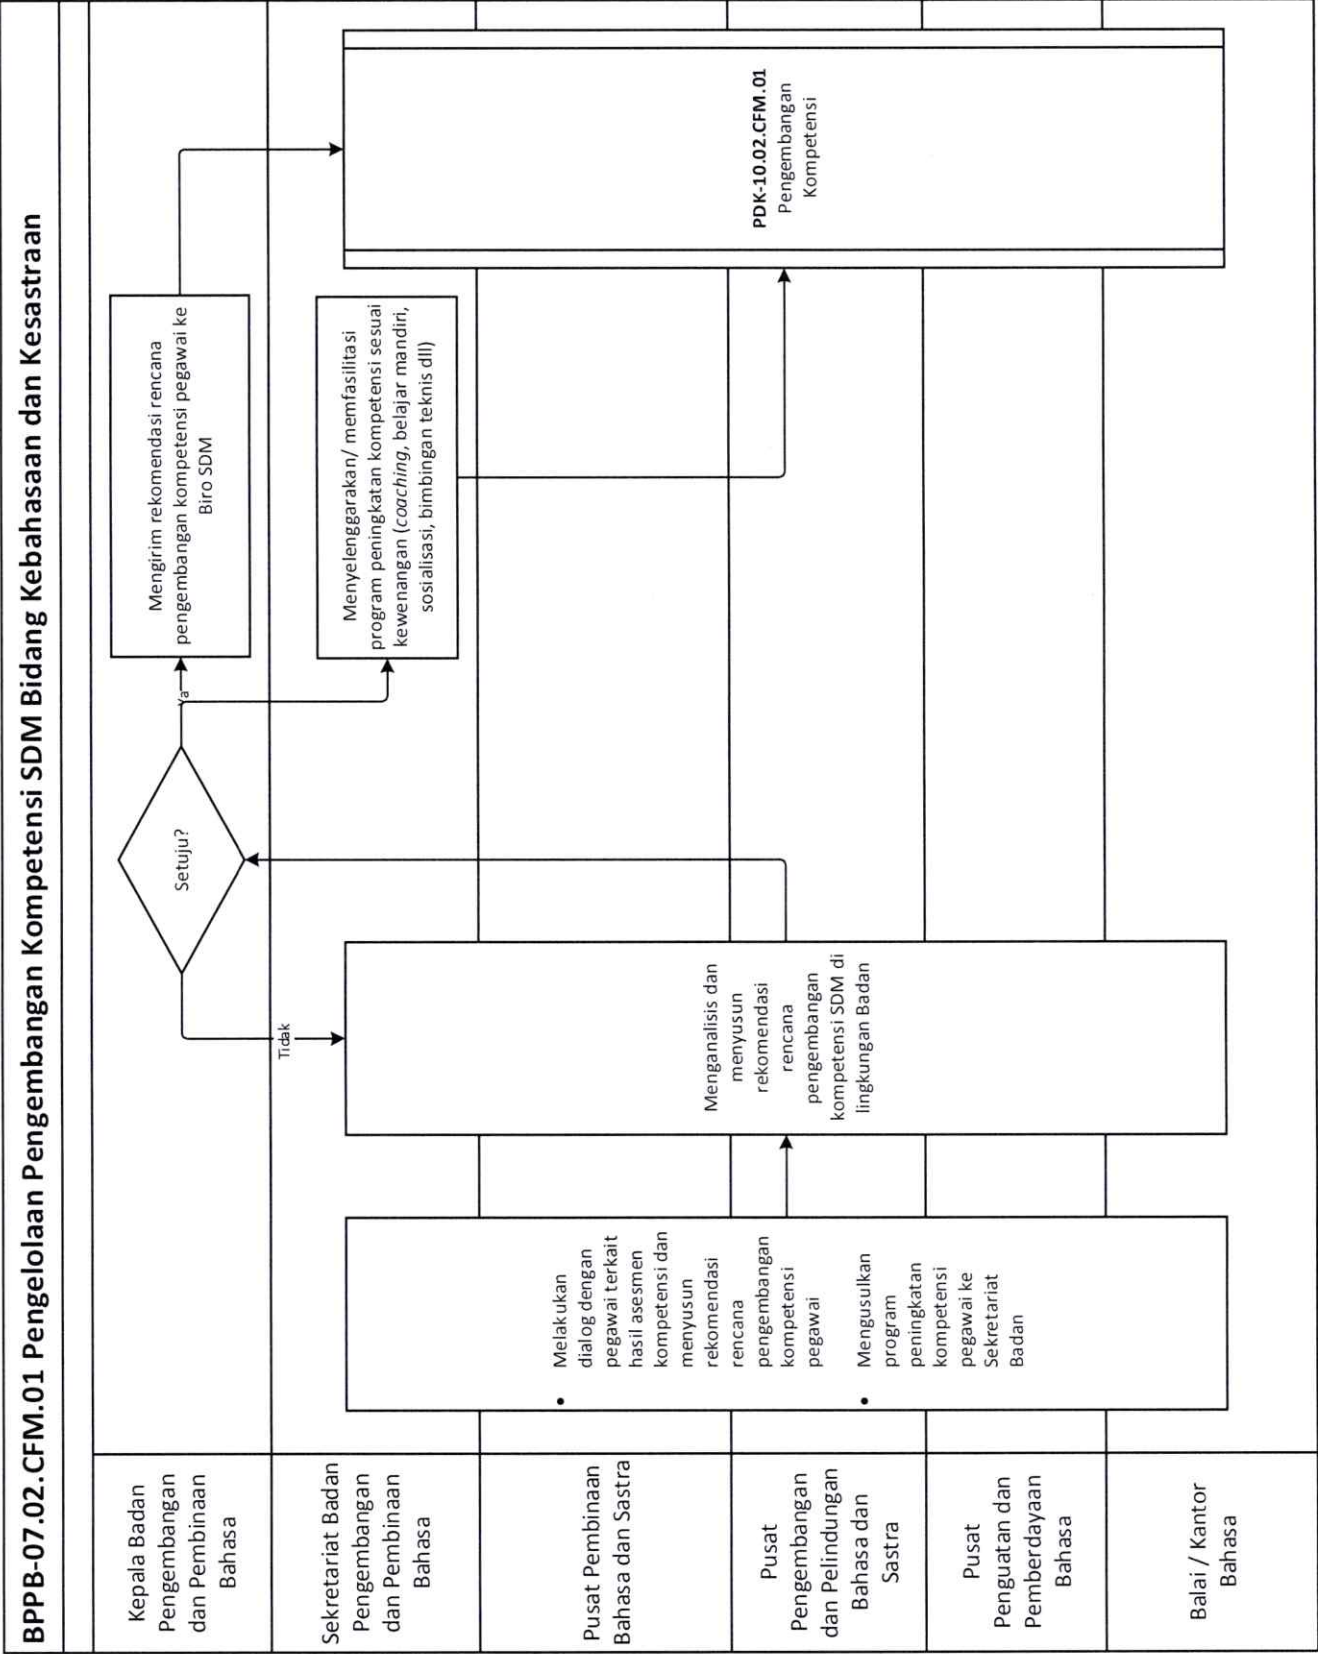 BPPB-07.02.CFM.01 Pengelolaan Pengembangan Kompetensi SDM Bidang Kebahasaan dan Kesastraan
Kepala Badan
Pengembangan
dan Pembinaan
Bahasa
Setuju?
Ya
Tidak
Mengirim rekomendasi rencana
pengembangan kompetensi pegawai ke
Biro SDM
Sekretariat Badan
Pengembangan
dan Pembinaan
Bahasa
Menyelenggarakan/ memfasilitasi
program peningkatan kompetensi sesuai
kewenangan (coaching, belajar mandiri,
sosialisasi, bimbingan teknis dll)
Pusat Pembinaan
Bahasa dan Sastra
Pusat
Pengembangan
dan Pelindungan
Bahasa dan
Sastra
Pusat
Penguatan dan
Pemberdayaan
Bahasa
Balai / Kantor
Bahasa
• Melakukan
dialog dengan
pegawai terkait
hasil asesmen
kompetensi dan
menyusun
rekomendasi
rencana
pengembangan
kompetensi
pegawai
• Mengusulkan
program
peningkatan
kompetensi
pegawai ke
Sekretariat
Badan
Menganalisis dan
menyusun
rekomendasi
rencana
pengembangan
kompetensi SDM di
lingkungan Badan
PDK-10.02.CFM.01
Pengembangan
Kompetensi